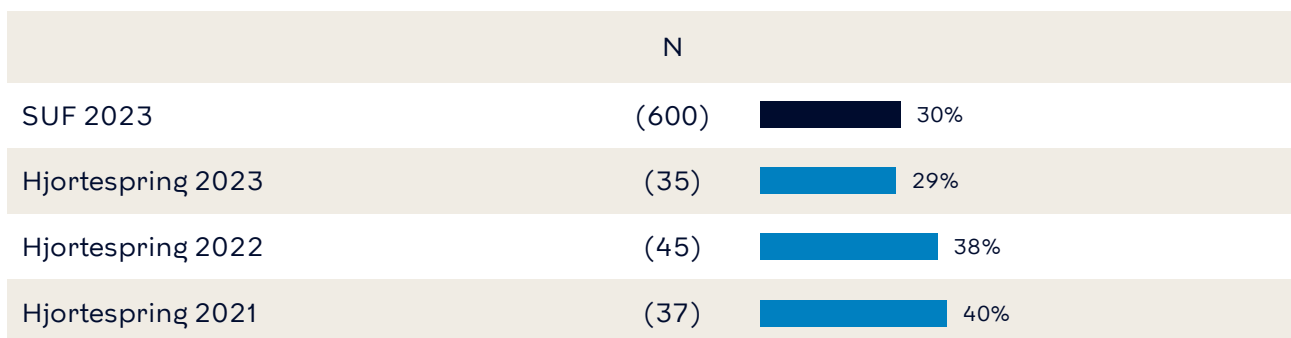 N
SUF 2023 (600) 30%
Hjortespring 2023 (35) 29%
Hjortespring 2022 (45) 38%
Hjortespring 2021 (37) 40%